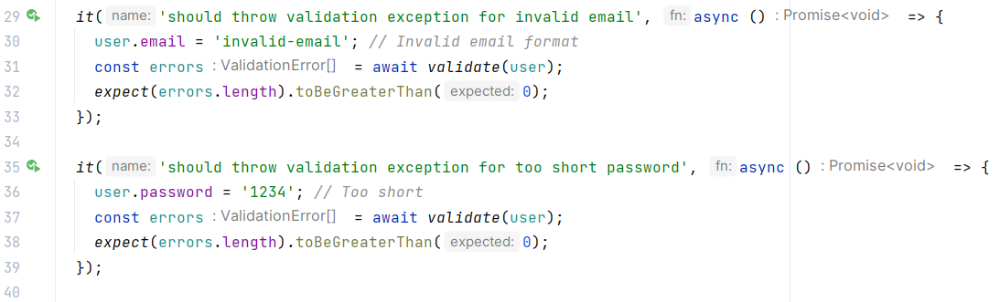 29 it( name: 'should throw validation exception for invalid email', fn: async () : Promise<void> => {
30 user.email = 'invalid-email'; // Invalid email format
31 const errors : ValidationError[] = await validate(user);
32 expect(errors.length).toBeGreaterThan( expected: 0);
33 });
34
35 it( name: 'should throw validation exception for too short password', fn: async () : Promise<void> => {
36 user.password = '1234'; // Too short
37 const errors : ValidationError[] = await validate(user);
38 expect(errors.length).toBeGreaterThan( expected: 0);
39 });
40